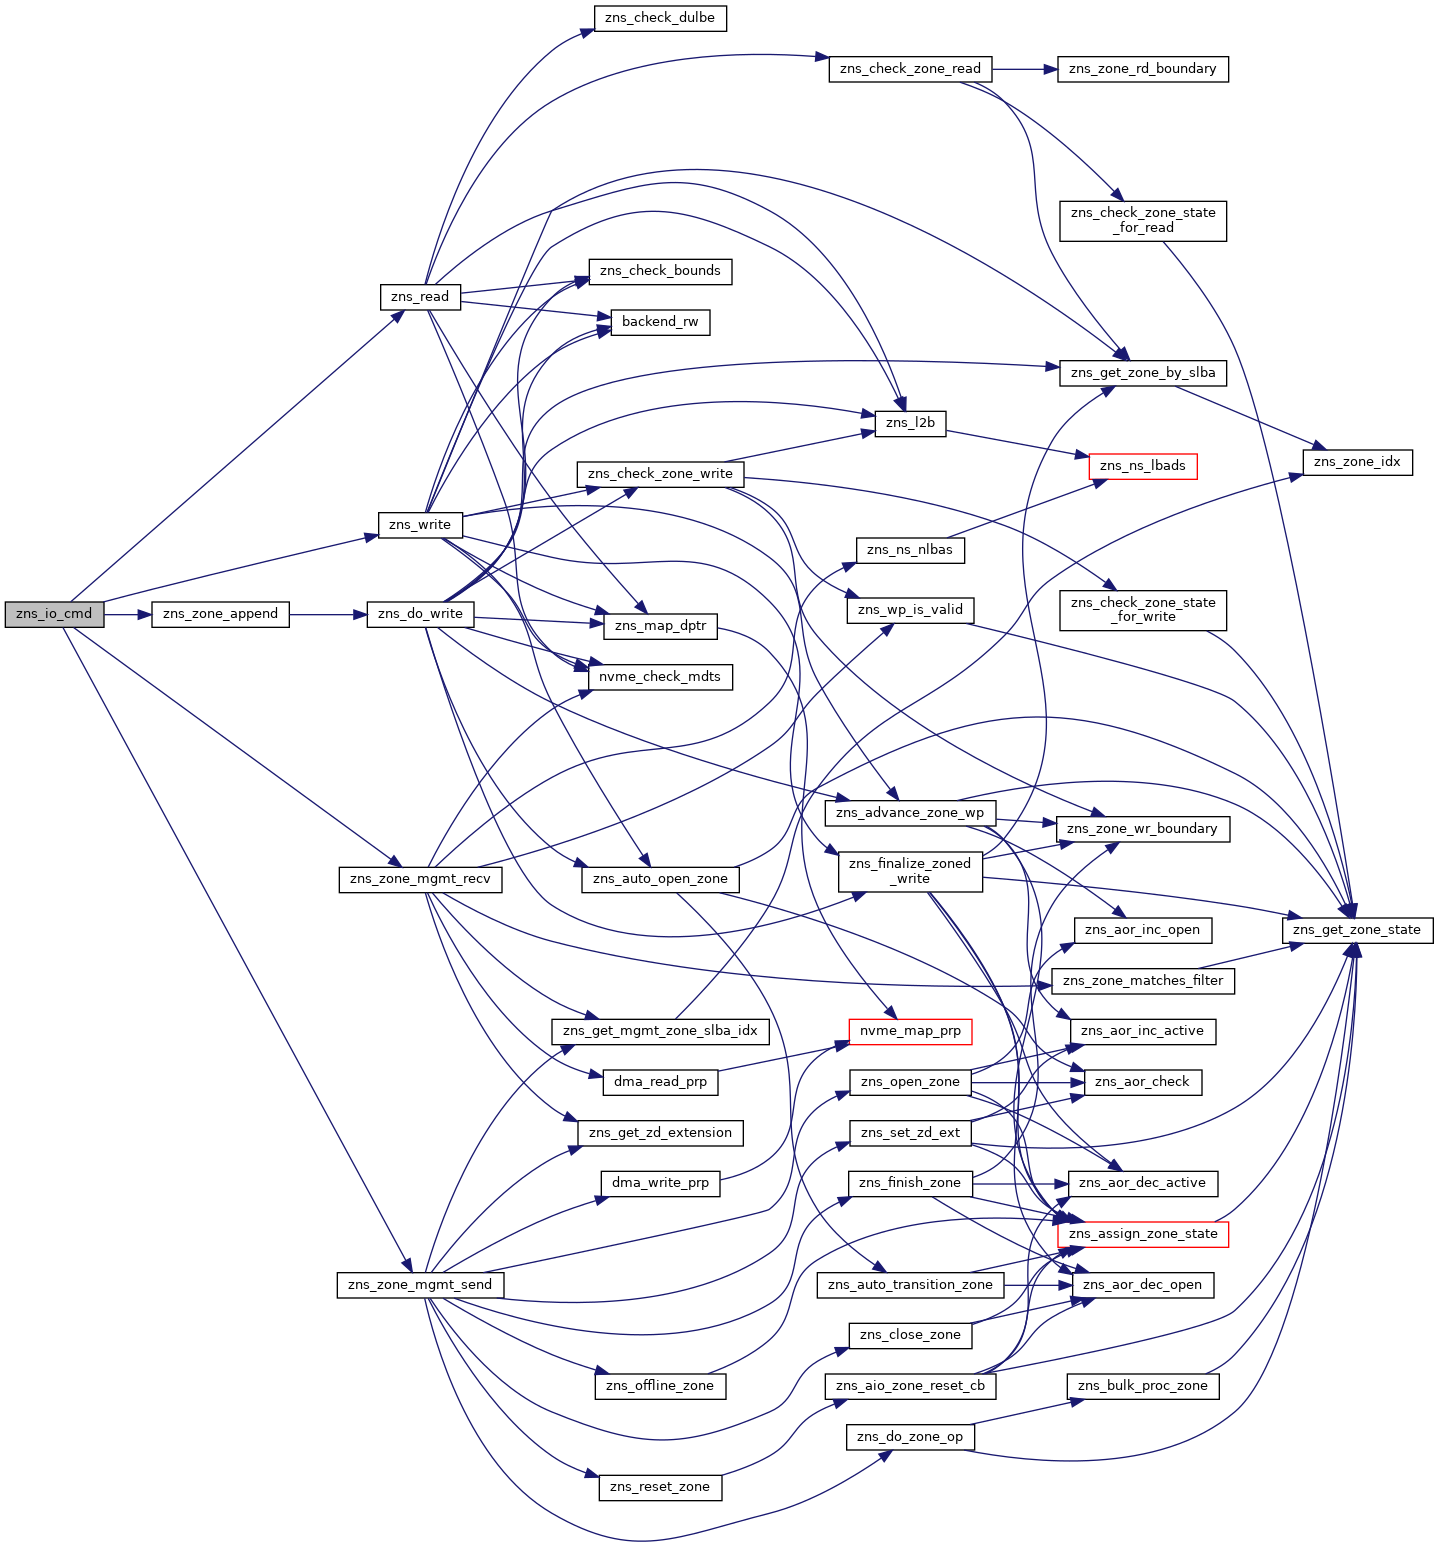 zns_check_dulbe
zns_check_zone_read
zns_zone_rd_boundary
zns_check_zone_state
_for_read
zns_check_bounds
zns_read
backend_rw
zns_get_zone_by_slba
zns_l2b
zns_zone_idx
zns_ns_lbads
zns_check_zone_write
zns_write
zns_ns_nlbas
zns_check_zone_state
_for_write
zns_wp_is_valid
zns_io_cmd
zns_zone_append
zns_do_write
zns_map_dptr
nvme_check_mdts
zns_advance_zone_wp
zns_zone_wr_boundary
zns_finalize_zoned
_write
zns_zone_mgmt_recv
zns_auto_open_zone
zns_aor_inc_open
zns_get_zone_state
zns_zone_matches_filter
zns_get_mgmt_zone_slba_idx
nvme_map_prp
zns_aor_inc_active
dma_read_prp
zns_open_zone
zns_aor_check
zns_get_zd_extension
zns_set_zd_ext
dma_write_prp
zns_finish_zone
zns_aor_dec_active
zns_assign_zone_state
zns_zone_mgmt_send
zns_auto_transition_zone
zns_aor_dec_open
zns_close_zone
zns_offline_zone
zns_aio_zone_reset_cb
zns_bulk_proc_zone
zns_do_zone_op
zns_reset_zone